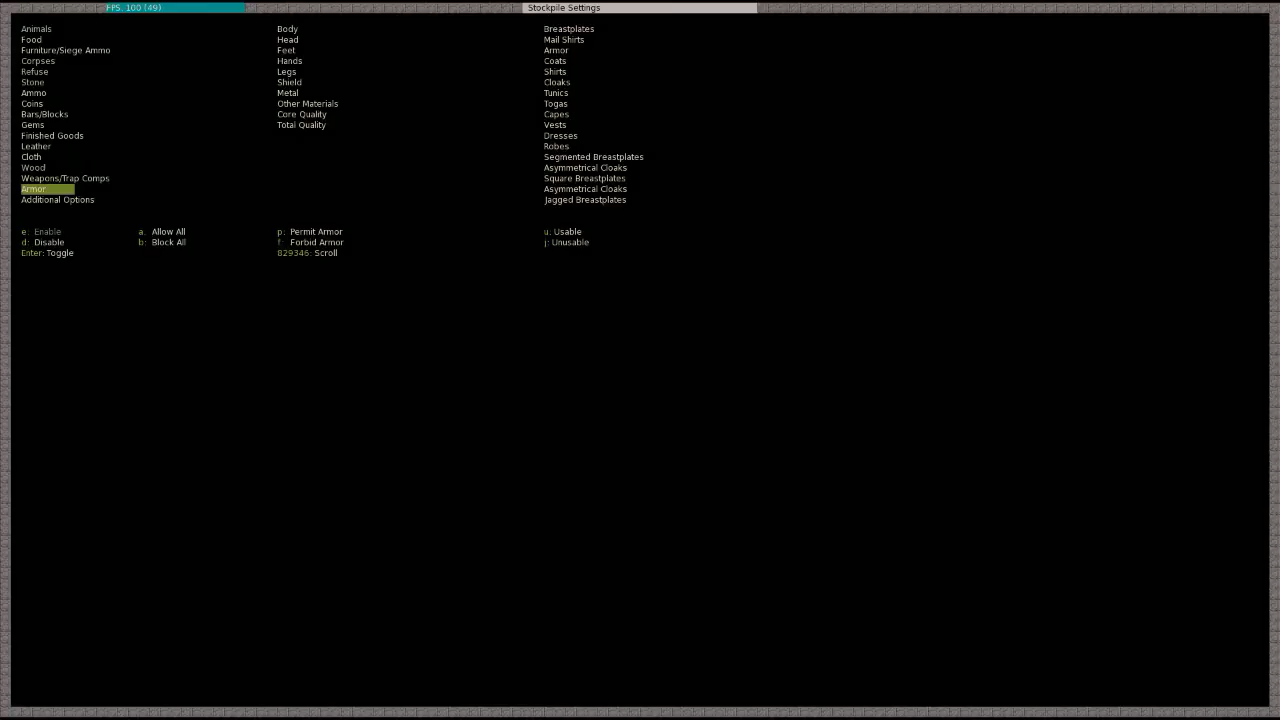 FPS: 100 (49)
Stockpile Settings
Animals Body Breastplates
Food Head Mail Shirts
Furniture/Siege Ammo Feet Armor
Corpses Hands Coats
Refuse Legs Shirts
Stone Shield Cloaks
Ammo Metal Tunics
Coins Other Materials Togas
Bars/Blocks Core Quality Capes
Gems Total Quality Vests
Finished Goods Dresses
Leather Robes
Cloth Segmented Breastplates
Wood Asymmetrical Cloaks
Weapons/Trap Comps Square Breastplates
Armor Asymmetrical Cloaks
Additional Options Jagged Breastplates
e: Enable a: Allow All p: Permit Armor u: Usable
d: Disable b: Block All f: Forbid Armor j: Unusable
Enter: Toggle 829346: Scroll